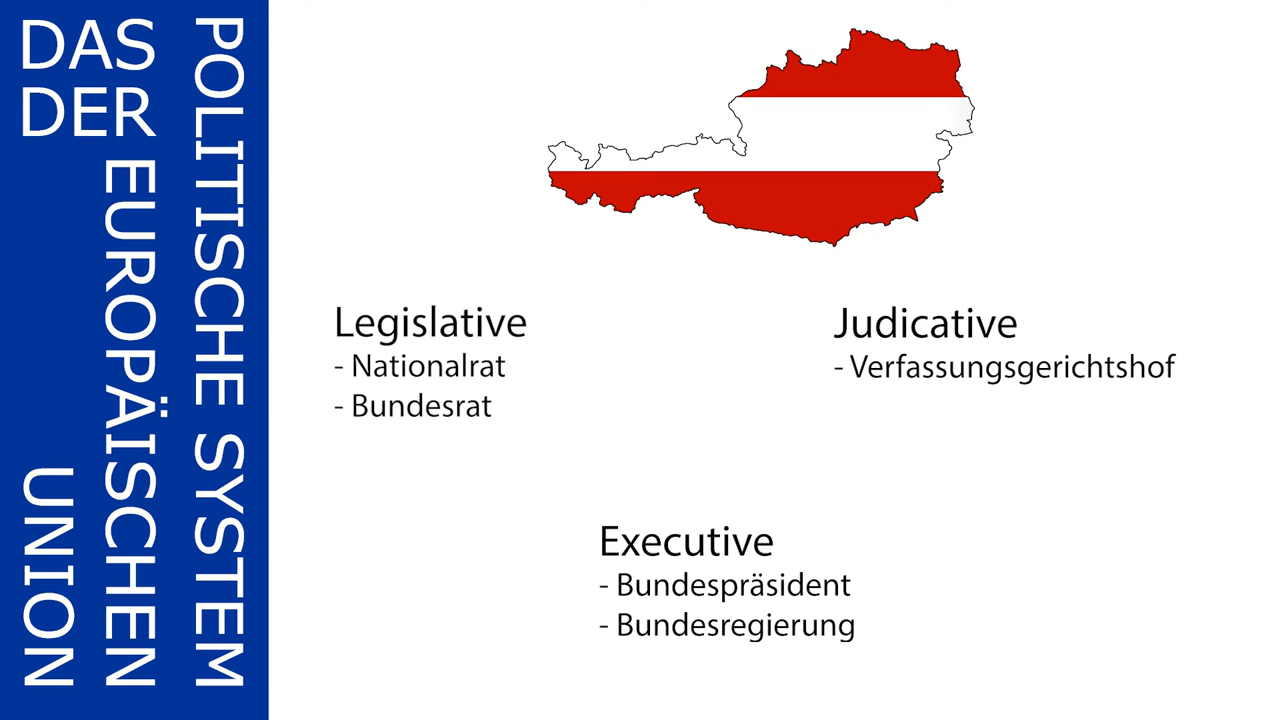 DAS
DER
POLITISCHE SYSTEM
EUROPÄISCHEN
UNION
Legislative
- Nationalrat
- Bundesrat
Judicative
- Verfassungsgerichtshof
Executive
- Bundespräsident
- Bundesregierung